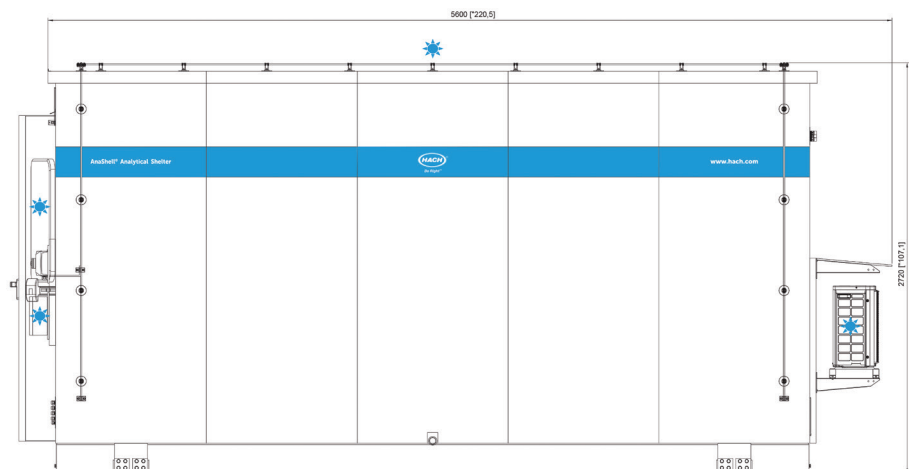 5600 [*220,5]
2720 [*107,1]
AnaShell® Analytical Shelter
HACH
Be Right™
www.hach.com